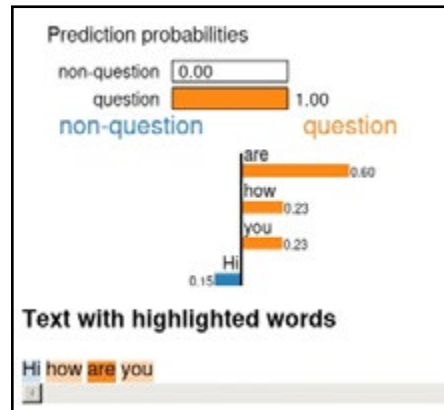 Prediction probabilities
non-question 0.00
question 1.00
non-question question
are
0.60
how
0.23
you
0.23
Hi
0.15
Text with highlighted words
Hi how are you